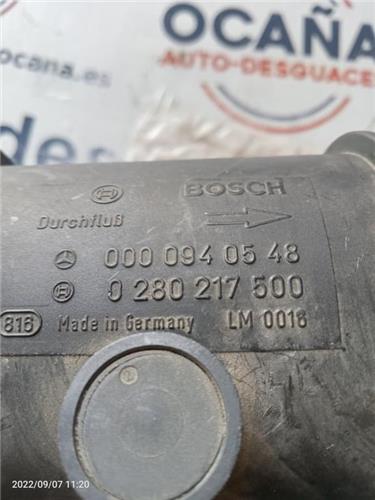 OCAÑA
AUTO-DESGUACE
ocana.es
BOSCH
Durchfluß
000 094 05 48
0 280 217 500
816 Made in Germany LM 0018
2022/09/07 11:20